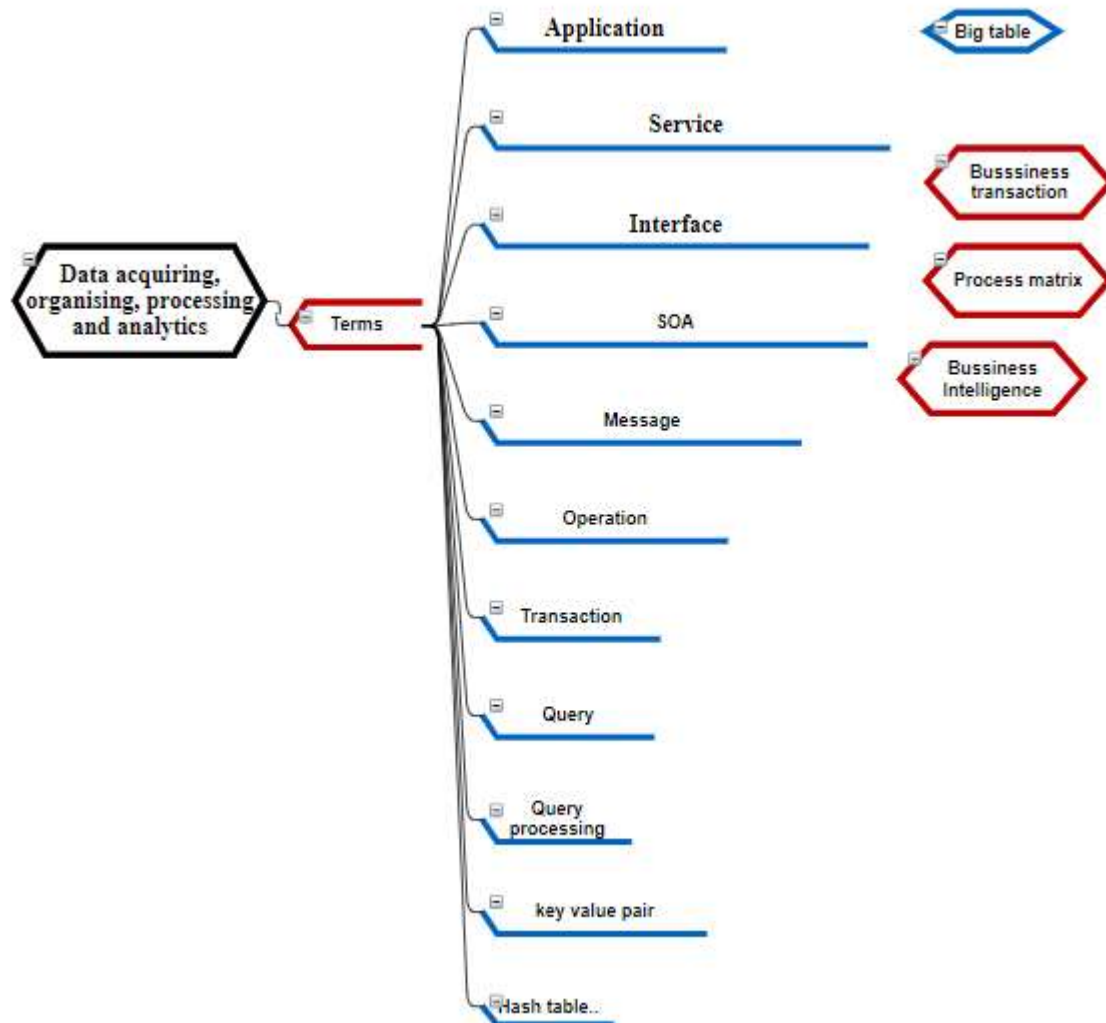 Application
Big table
Service
Busssiness
transaction
Interface
Data acquiring,
organising, processing
and analytics
Process matrix
Terms
SOA
Bussiness
Intelligence
Message
Operation
Transaction
Query
Query
processing
key value pair
Hash table..